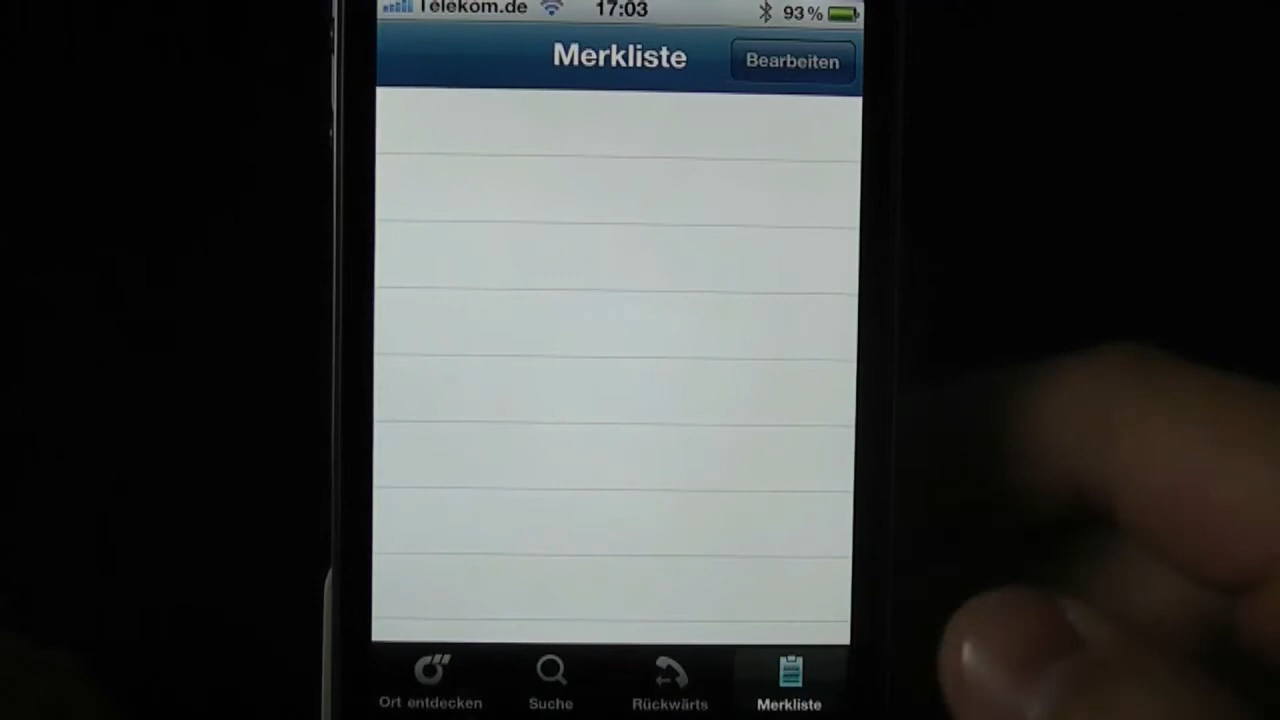 Telekom.de 17:03 93%
Merkliste Bearbeiten
Ort entdecken Suche Rückwärts Merkliste